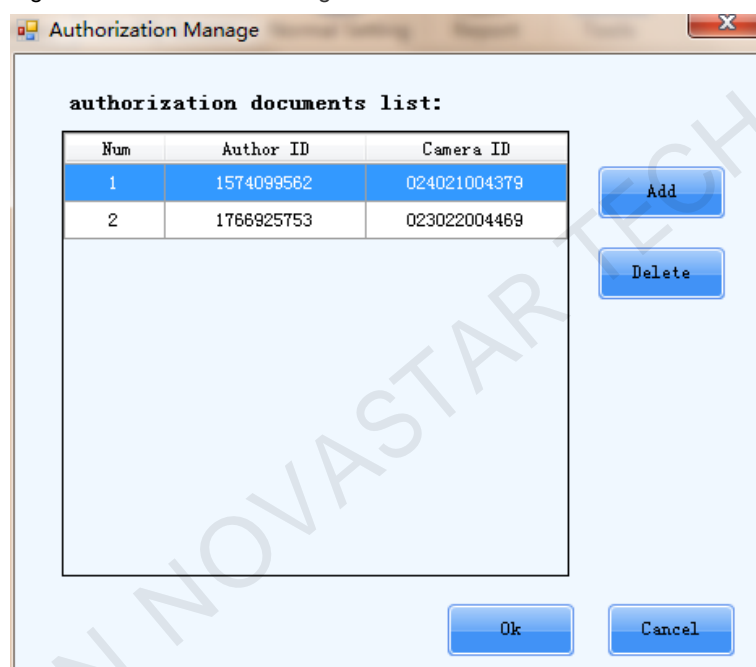 Authorization Manage
authorization documents list:
Num Author ID Camera ID
1 1574099562 024021004379
2 1766925753 023022004469
Add
Delete
Ok Cancel
N NOVASTAR TECH